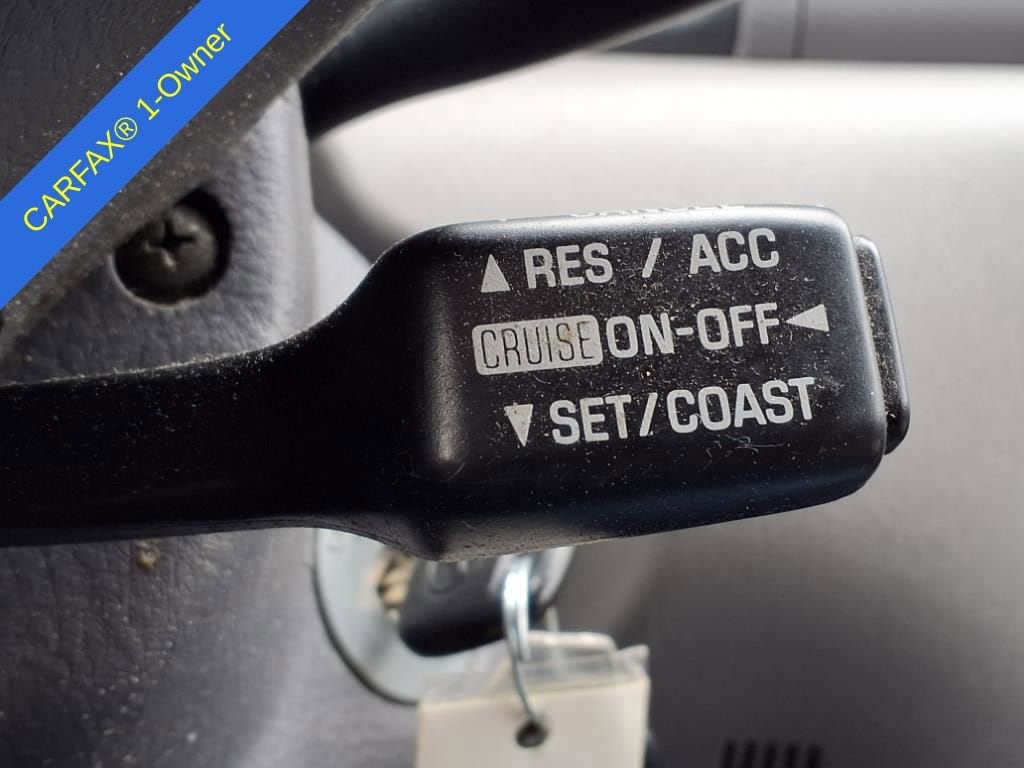 CARFAX® 1-Owner
▲ RES / ACC
CRUISE ON-OFF ◄
▼ SET/COAST